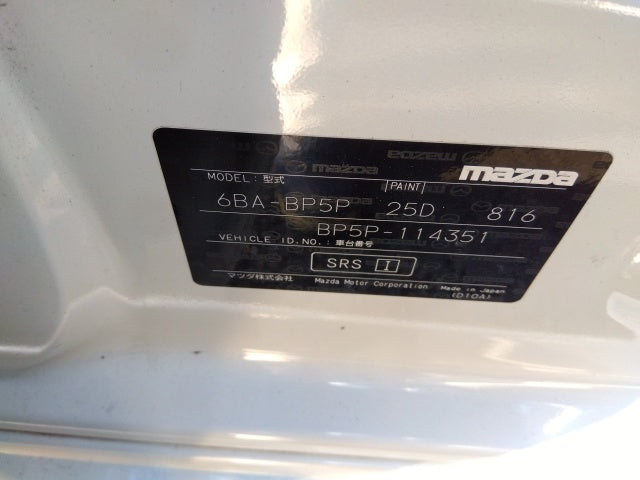 mazda
MODEL:型式 PAINT
6BA-BP5P 25D 816
BP5P-114351
VEHICLE ID.NO.:車台番号
SRS I
マツダ株式会社 Mazda Motor Corporation Made in Japan
(D10A)